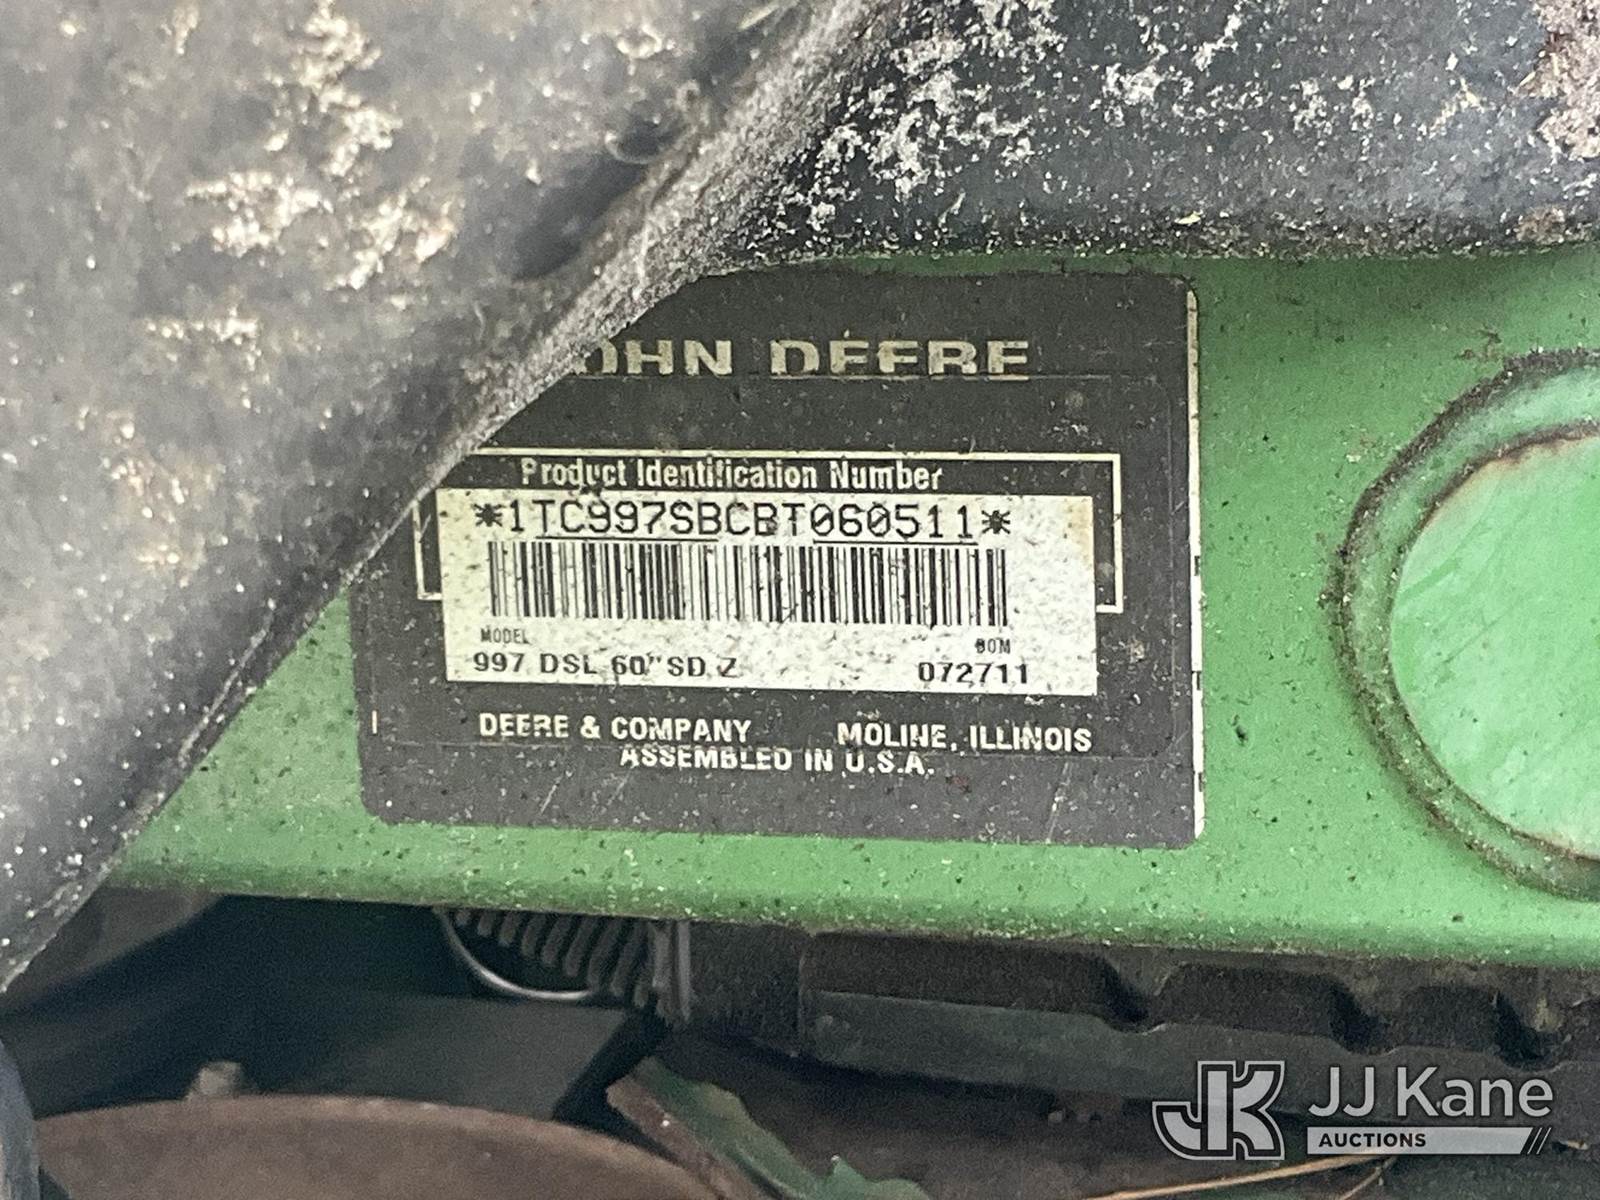 JOHN DEERE
Product Identification Number
*1TC997SBCBT060511*
MODEL BOM
997 DSL 60" SD Z 072711
DEERE & COMPANY MOLINE, ILLINOIS
ASSEMBLED IN U.S.A.
JK JJ Kane
AUCTIONS